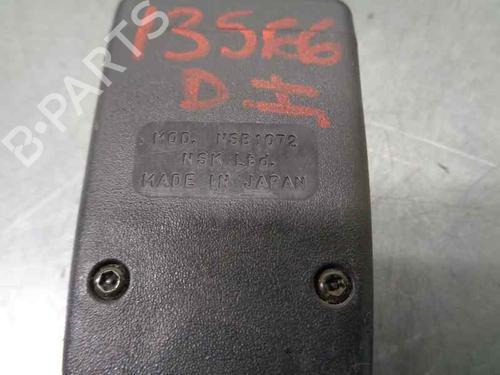 135E6
D H
MOD. NSB1072
NSK Ltd.
MADE IN JAPAN
B-PARTS